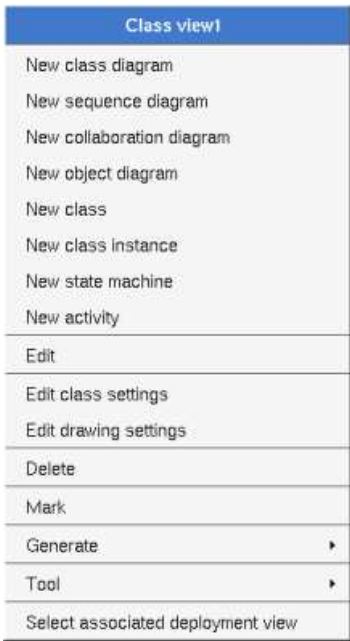 Class view1
New class diagram
New sequence diagram
New collaboration diagram
New object diagram
New class
New class instance
New state machine
New activity
Edit
Edit class settings
Edit drawing settings
Delete
Mark
Generate
Tool
Select associated deployment view